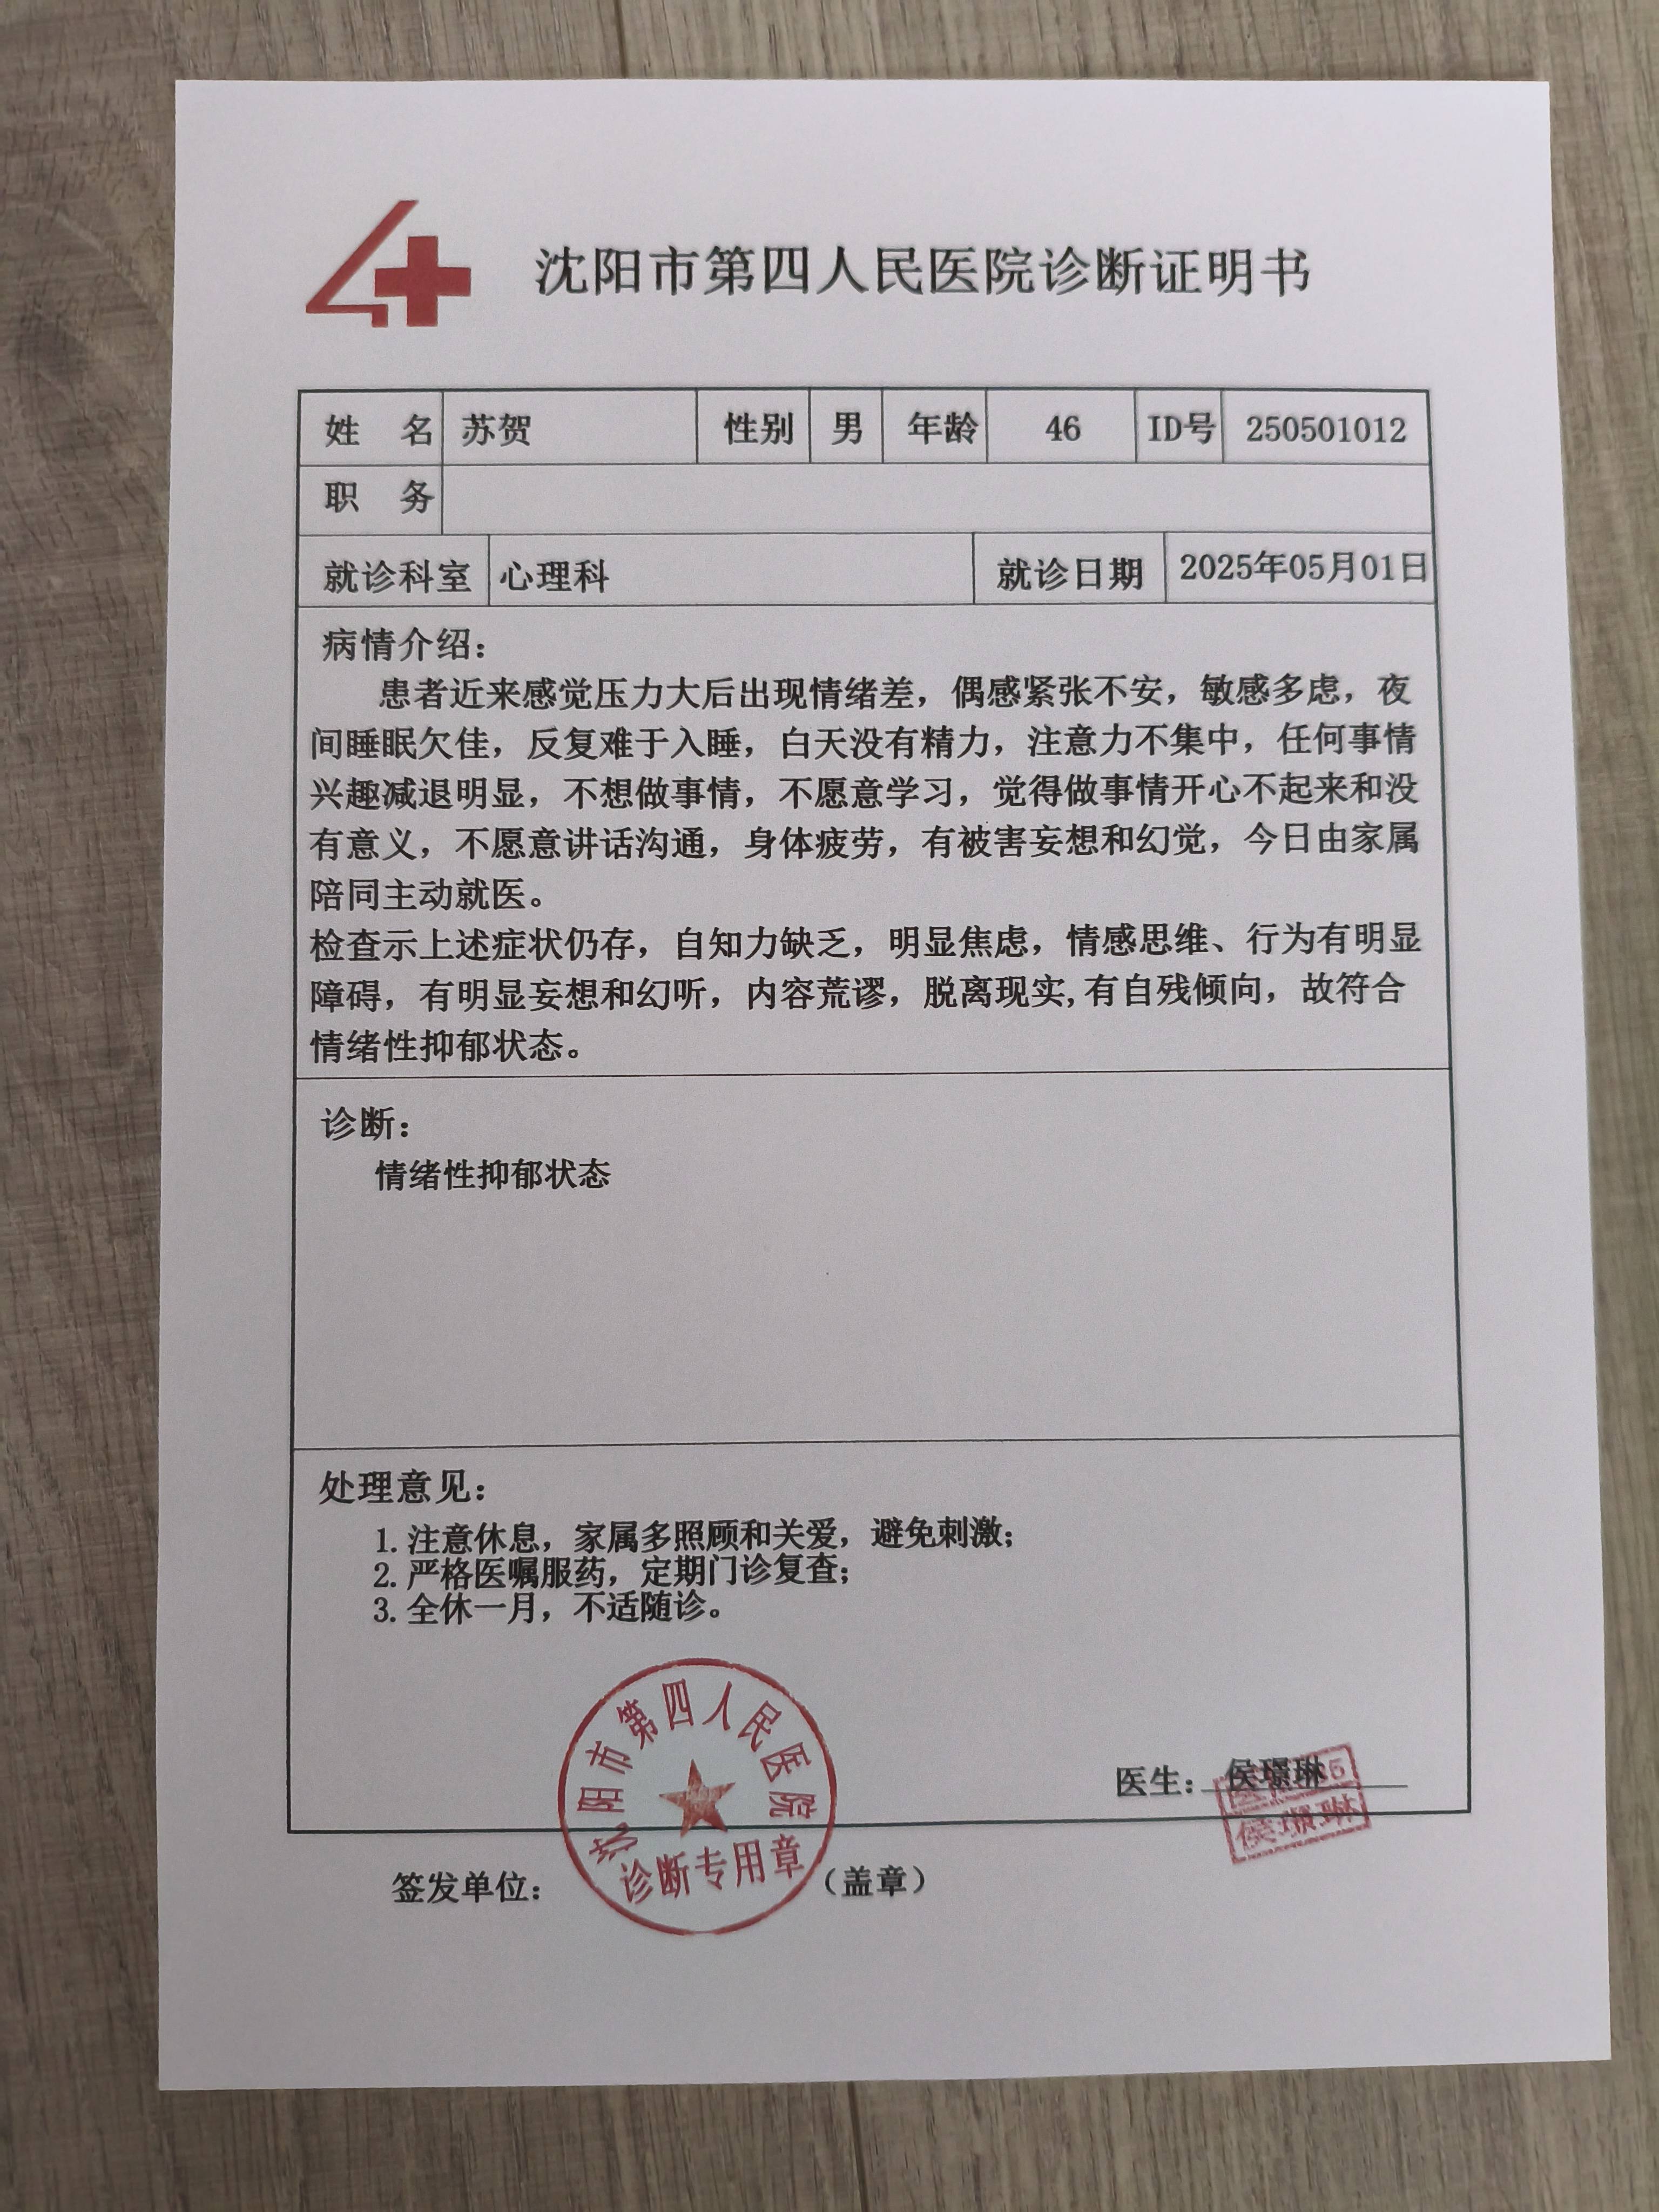 沈阳市第四人民医院诊断证明书
姓 名 苏贺 性别 男 年龄 46 ID号 250501012
职 务
就诊科室 心理科 就诊日期 2025年05月01日
病情介绍：
患者近来感觉压力大后出现情绪差，偶感紧张不安，敏感多虑，夜
间睡眠欠佳，反复难于入睡，白天没有精力，注意力不集中，任何事情
兴趣减退明显，不想做事情，不愿意学习，觉得做事情开心不起来和没
有意义，不愿意讲话沟通，身体疲劳，有被害妄想和幻觉，今日由家属
陪同主动就医。
检查示上述症状仍存，自知力缺乏，明显焦虑，情感思维、行为有明显
障碍，有明显妄想和幻听，内容荒谬，脱离现实,有自残倾向，故符合
情绪性抑郁状态。
诊断：
情绪性抑郁状态
处理意见：
1. 注意休息，家属多照顾和关爱，避免刺激；
2. 严格医嘱服药，定期门诊复查；
3. 全休一月，不适随诊。
医生：侯璟琳
侯璟琳
签发单位： （盖章）
沈阳市第四人民医院
诊断专用章